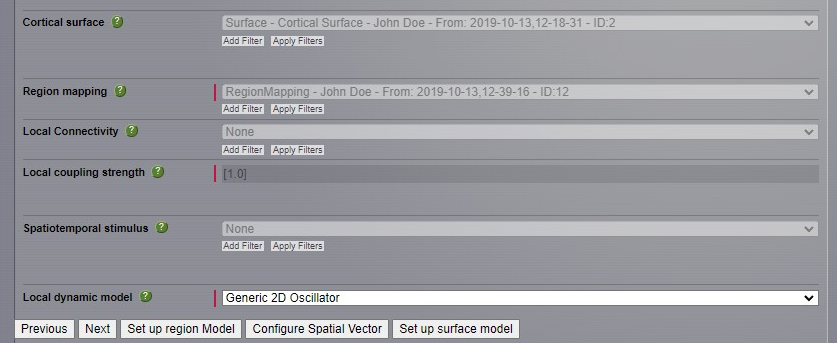 Cortical surface ? Surface - Cortical Surface - John Doe - From: 2019-10-13,12-18-31 - ID:2
Add Filter Apply Filters
Region mapping ? RegionMapping - John Doe - From: 2019-10-13,12-39-16 - ID:12
Add Filter Apply Filters
Local Connectivity ? None
Add Filter Apply Filters
Local coupling strength ? [1.0]
Spatiotemporal stimulus ? None
Add Filter Apply Filters
Local dynamic model ? Generic 2D Oscillator
Previous Next Set up region Model Configure Spatial Vector Set up surface model